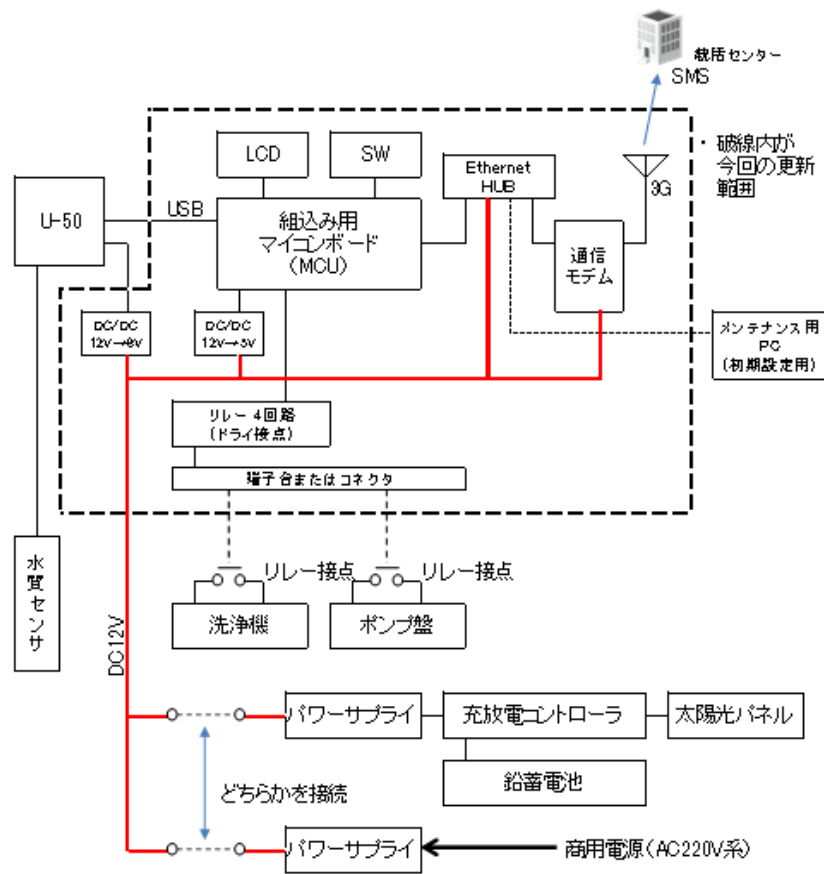 統括センター
SMS
・ 破線内が
今回の更新
範囲
LCD
SW
Ethernet
HUB
3G
U-50
USB
組込み用
マイコンボード
(MCU)
通信
モデム
DC/DC
12V→6V
DC/DC
12V→5V
メンテナンス用
PC
(初期設定用)
リレー4回路
(ドライ接点)
端子台またはコネクタ
水質センサ
リレー接点
リレー接点
洗浄機
ポンプ盤
DC12V
パワーサプライ
充放電コントローラ
太陽光パネル
鉛蓄電池
どちらかを接続
パワーサプライ
商用電源(AC220V系)